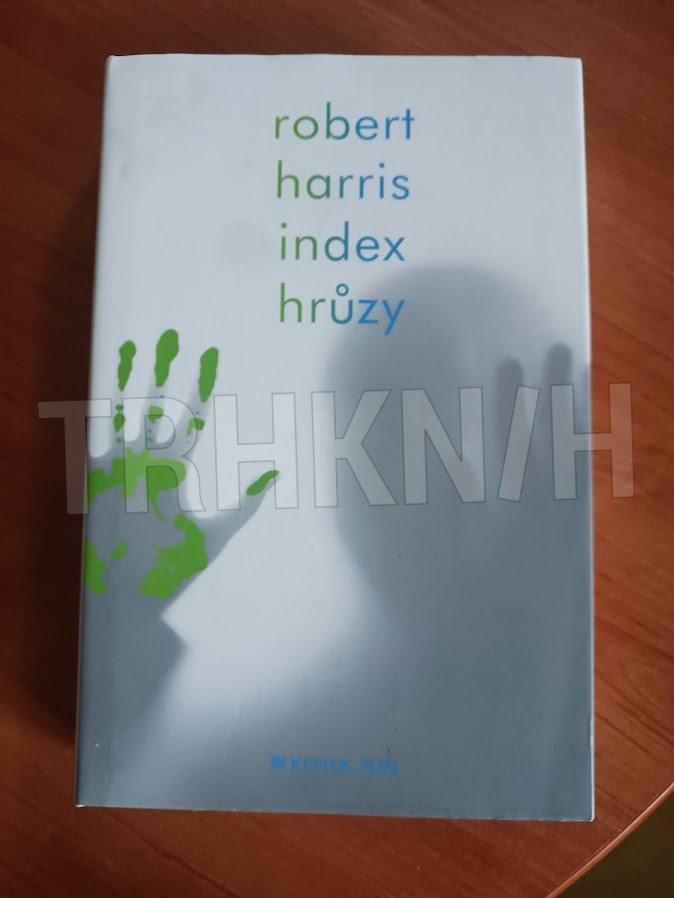 robert
harris
index
hrůzy
TRHKNIH
KNIHA ZLIN